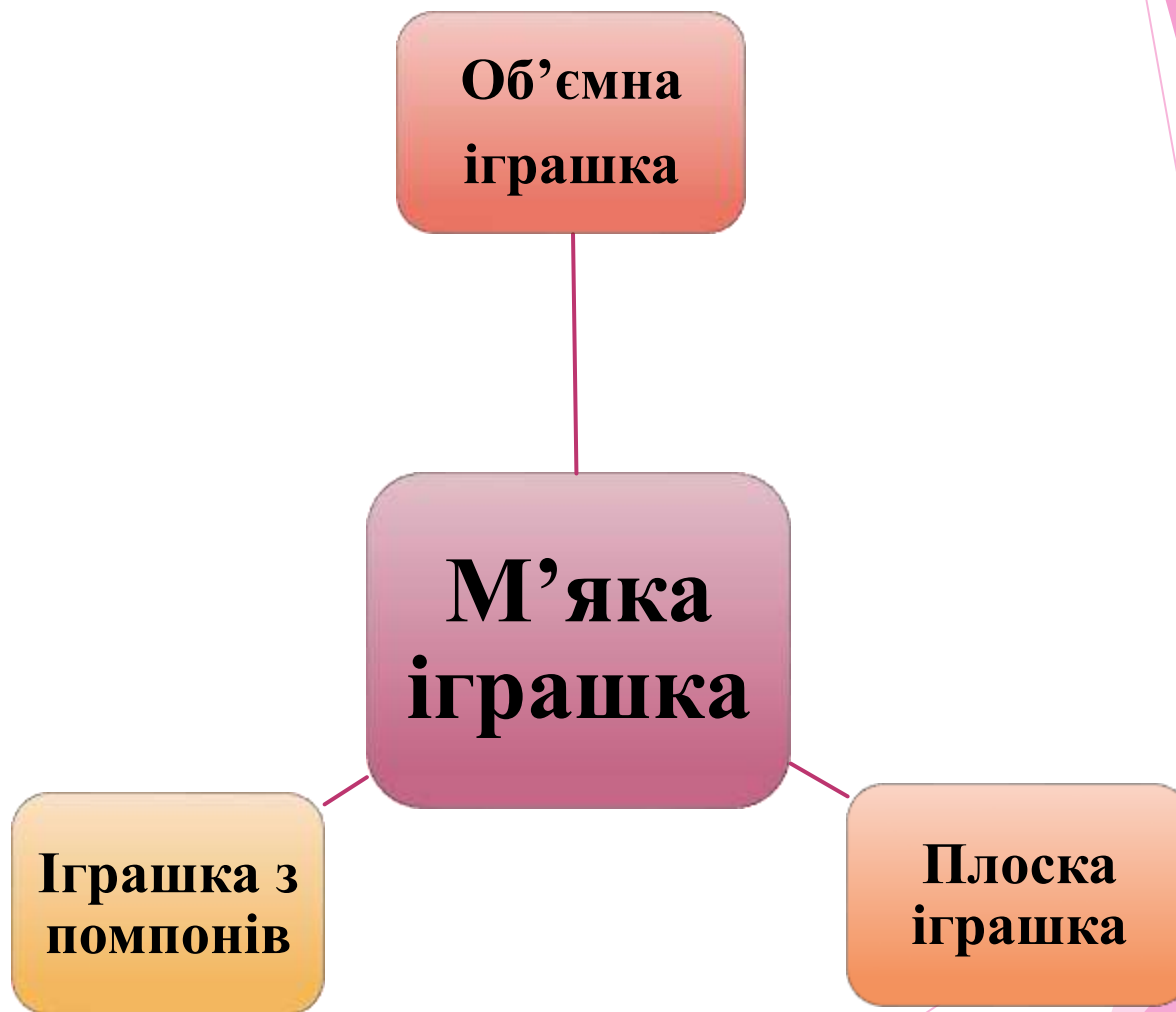 Об’ємна
іграшка
М’яка
іграшка
Іграшка з
помпонів
Плоска
іграшка